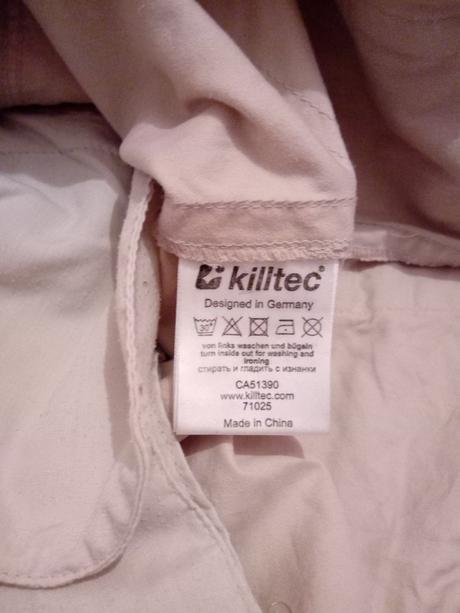 killtec®
Designed in Germany
30°
von links waschen und bügeln
turn inside out for washing and
ironing
стирать и гладить с изнанки
CA51390
www.killtec.com
71025
Made in China